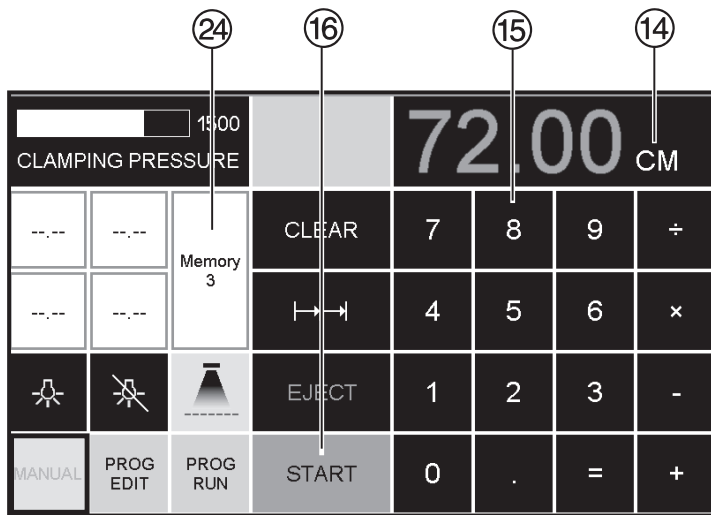 24 16 15 14
1500 72.00 CM
CLAMPING PRESSURE
--.-- --.-- Memory 3 CLEAR 7 8 9 ÷
--.-- --.-- 4 5 6 ×
EJECT 1 2 3 -
MANUAL PROG EDIT PROG RUN START 0 . = +